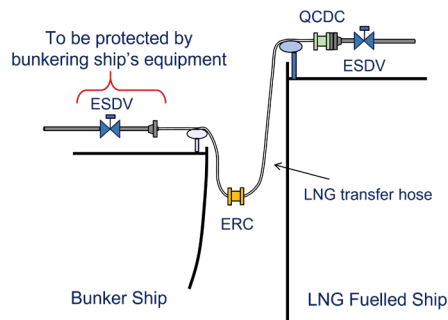 QCDC
To be protected by
bunkering ship's equipment
ESDV
ESDV
LNG transfer hose
ERC
Bunker Ship
LNG Fuelled Ship